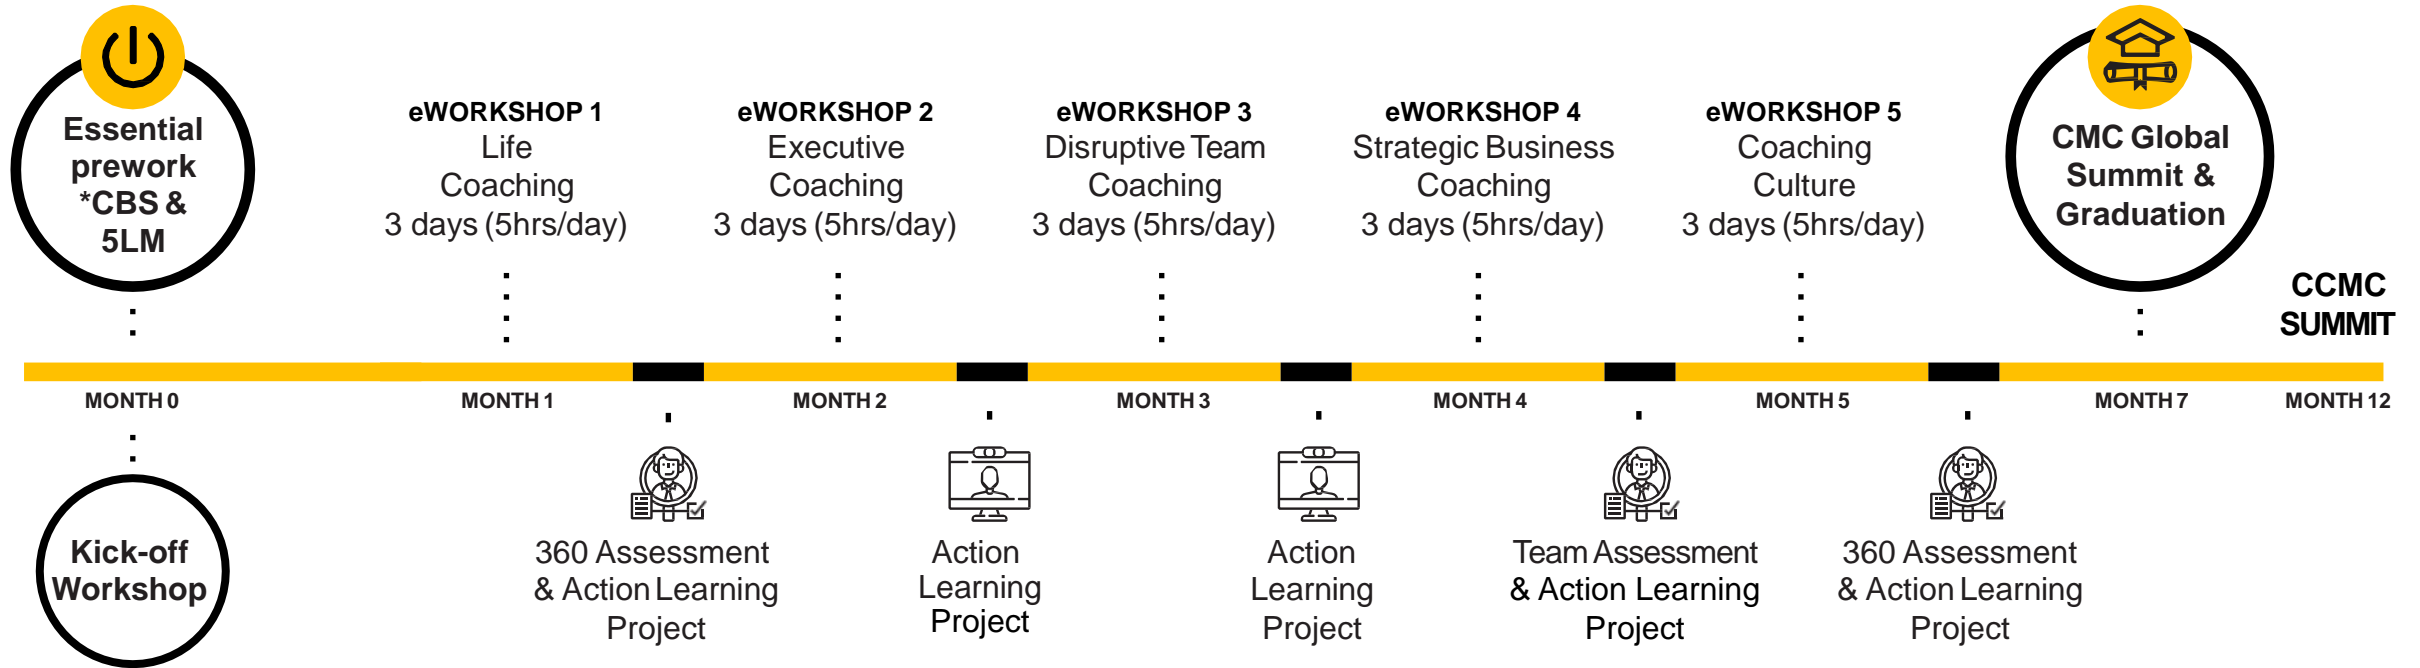 Essential
prework
*CBS &
5LM
eWORKSHOP 1
Life
Coaching
3 days (5hrs/day)
eWORKSHOP 2
Executive
Coaching
3 days (5hrs/day)
eWORKSHOP 3
Disruptive Team
Coaching
3 days (5hrs/day)
eWORKSHOP 4
Strategic Business
Coaching
3 days (5hrs/day)
eWORKSHOP 5
Coaching
Culture
3 days (5hrs/day)
CMC Global
Summit &
Graduation
CCMC
SUMMIT
MONTH 0
MONTH 1
MONTH 2
MONTH 3
MONTH 4
MONTH 5
MONTH 7
MONTH 12
Kick-off
Workshop
360 Assessment
& Action Learning
Project
Action
Learning
Project
Action
Learning
Project
Team Assessment
& Action Learning
Project
360 Assessment
& Action Learning
Project